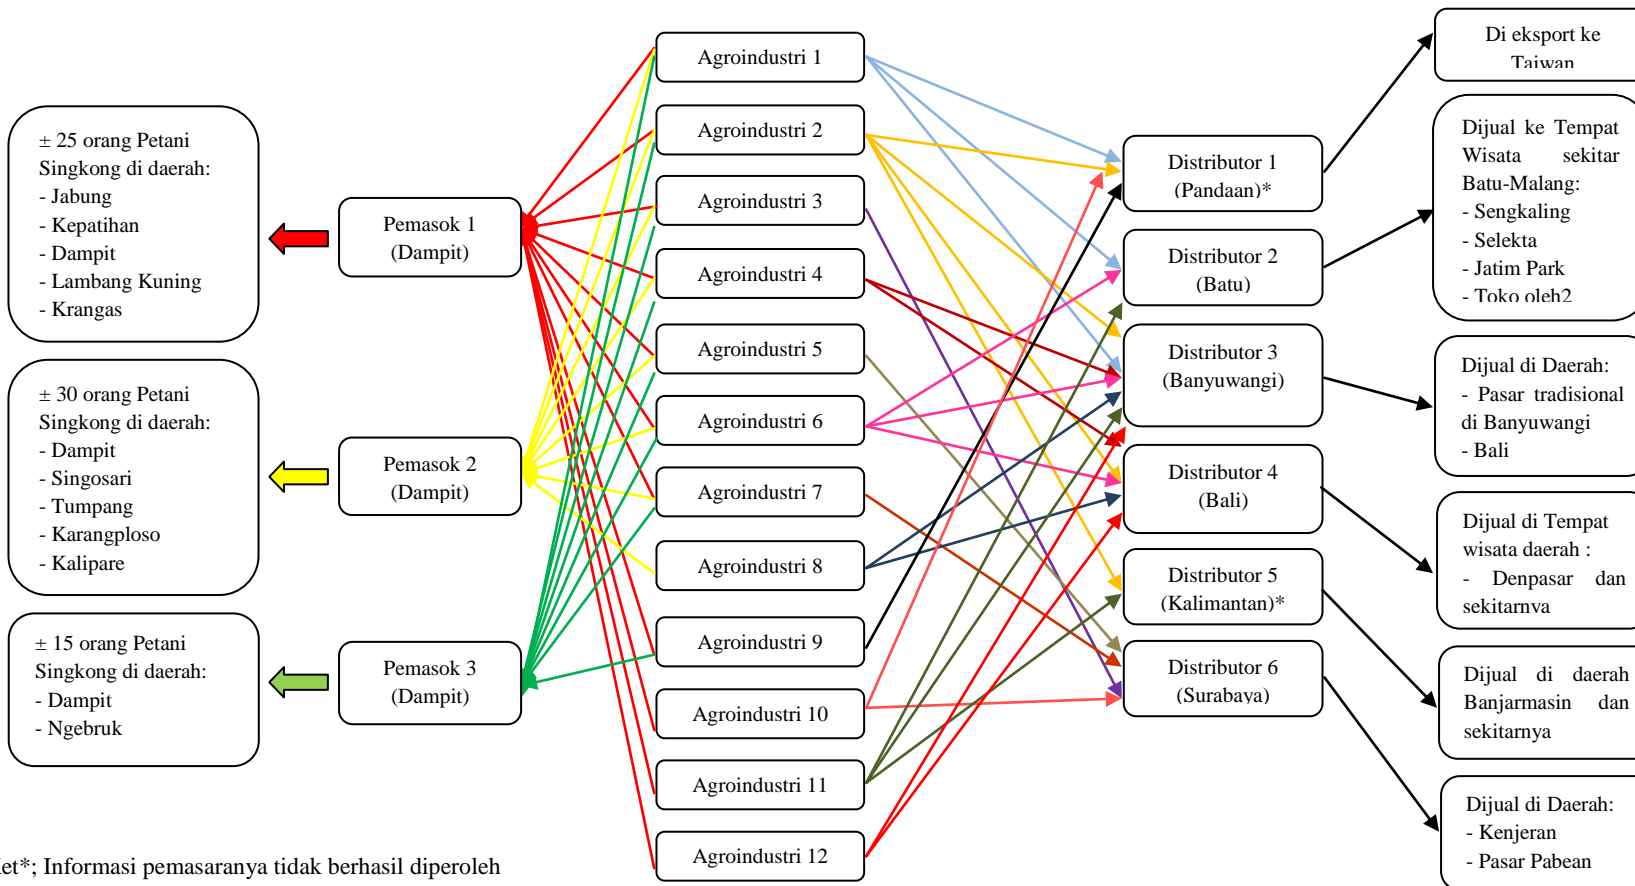 ± 25 orang Petani
Singkong di daerah:
- Jabung
- Kepatihan
- Dampit
- Lambang Kuning
- Krangas
± 30 orang Petani
Singkong di daerah:
- Dampit
- Singosari
- Tumpang
- Karangploso
- Kalipare
± 15 orang Petani
Singkong di daerah:
- Dampit
- Ngebruk
Pemasok 1
(Dampit)
Pemasok 2
(Dampit)
Pemasok 3
(Dampit)
Agroindustri 1
Agroindustri 2
Agroindustri 3
Agroindustri 4
Agroindustri 5
Agroindustri 6
Agroindustri 7
Agroindustri 8
Agroindustri 9
Agroindustri 10
Agroindustri 11
Agroindustri 12
Distributor 1
(Pandaan)*
Distributor 2
(Batu)
Distributor 3
(Banyuwangi)
Distributor 4
(Bali)
Distributor 5
(Kalimantan)*
Distributor 6
(Surabaya)
Di eksport ke
Taiwan
Dijual ke Tempat
Wisata sekitar
Batu-Malang:
- Sengkaling
- Selekta
- Jatim Park
- Toko oleh2
Dijual di Daerah:
- Pasar tradisional
di Banyuwangi
- Bali
Dijual di Tempat
wisata daerah :
- Denpasar dan
sekitarnya
Dijual di daerah
Banjarmasin dan
sekitarnya
Dijual di Daerah:
- Kenjeran
- Pasar Pabean
et*; Informasi pemasaranya tidak berhasil diperoleh